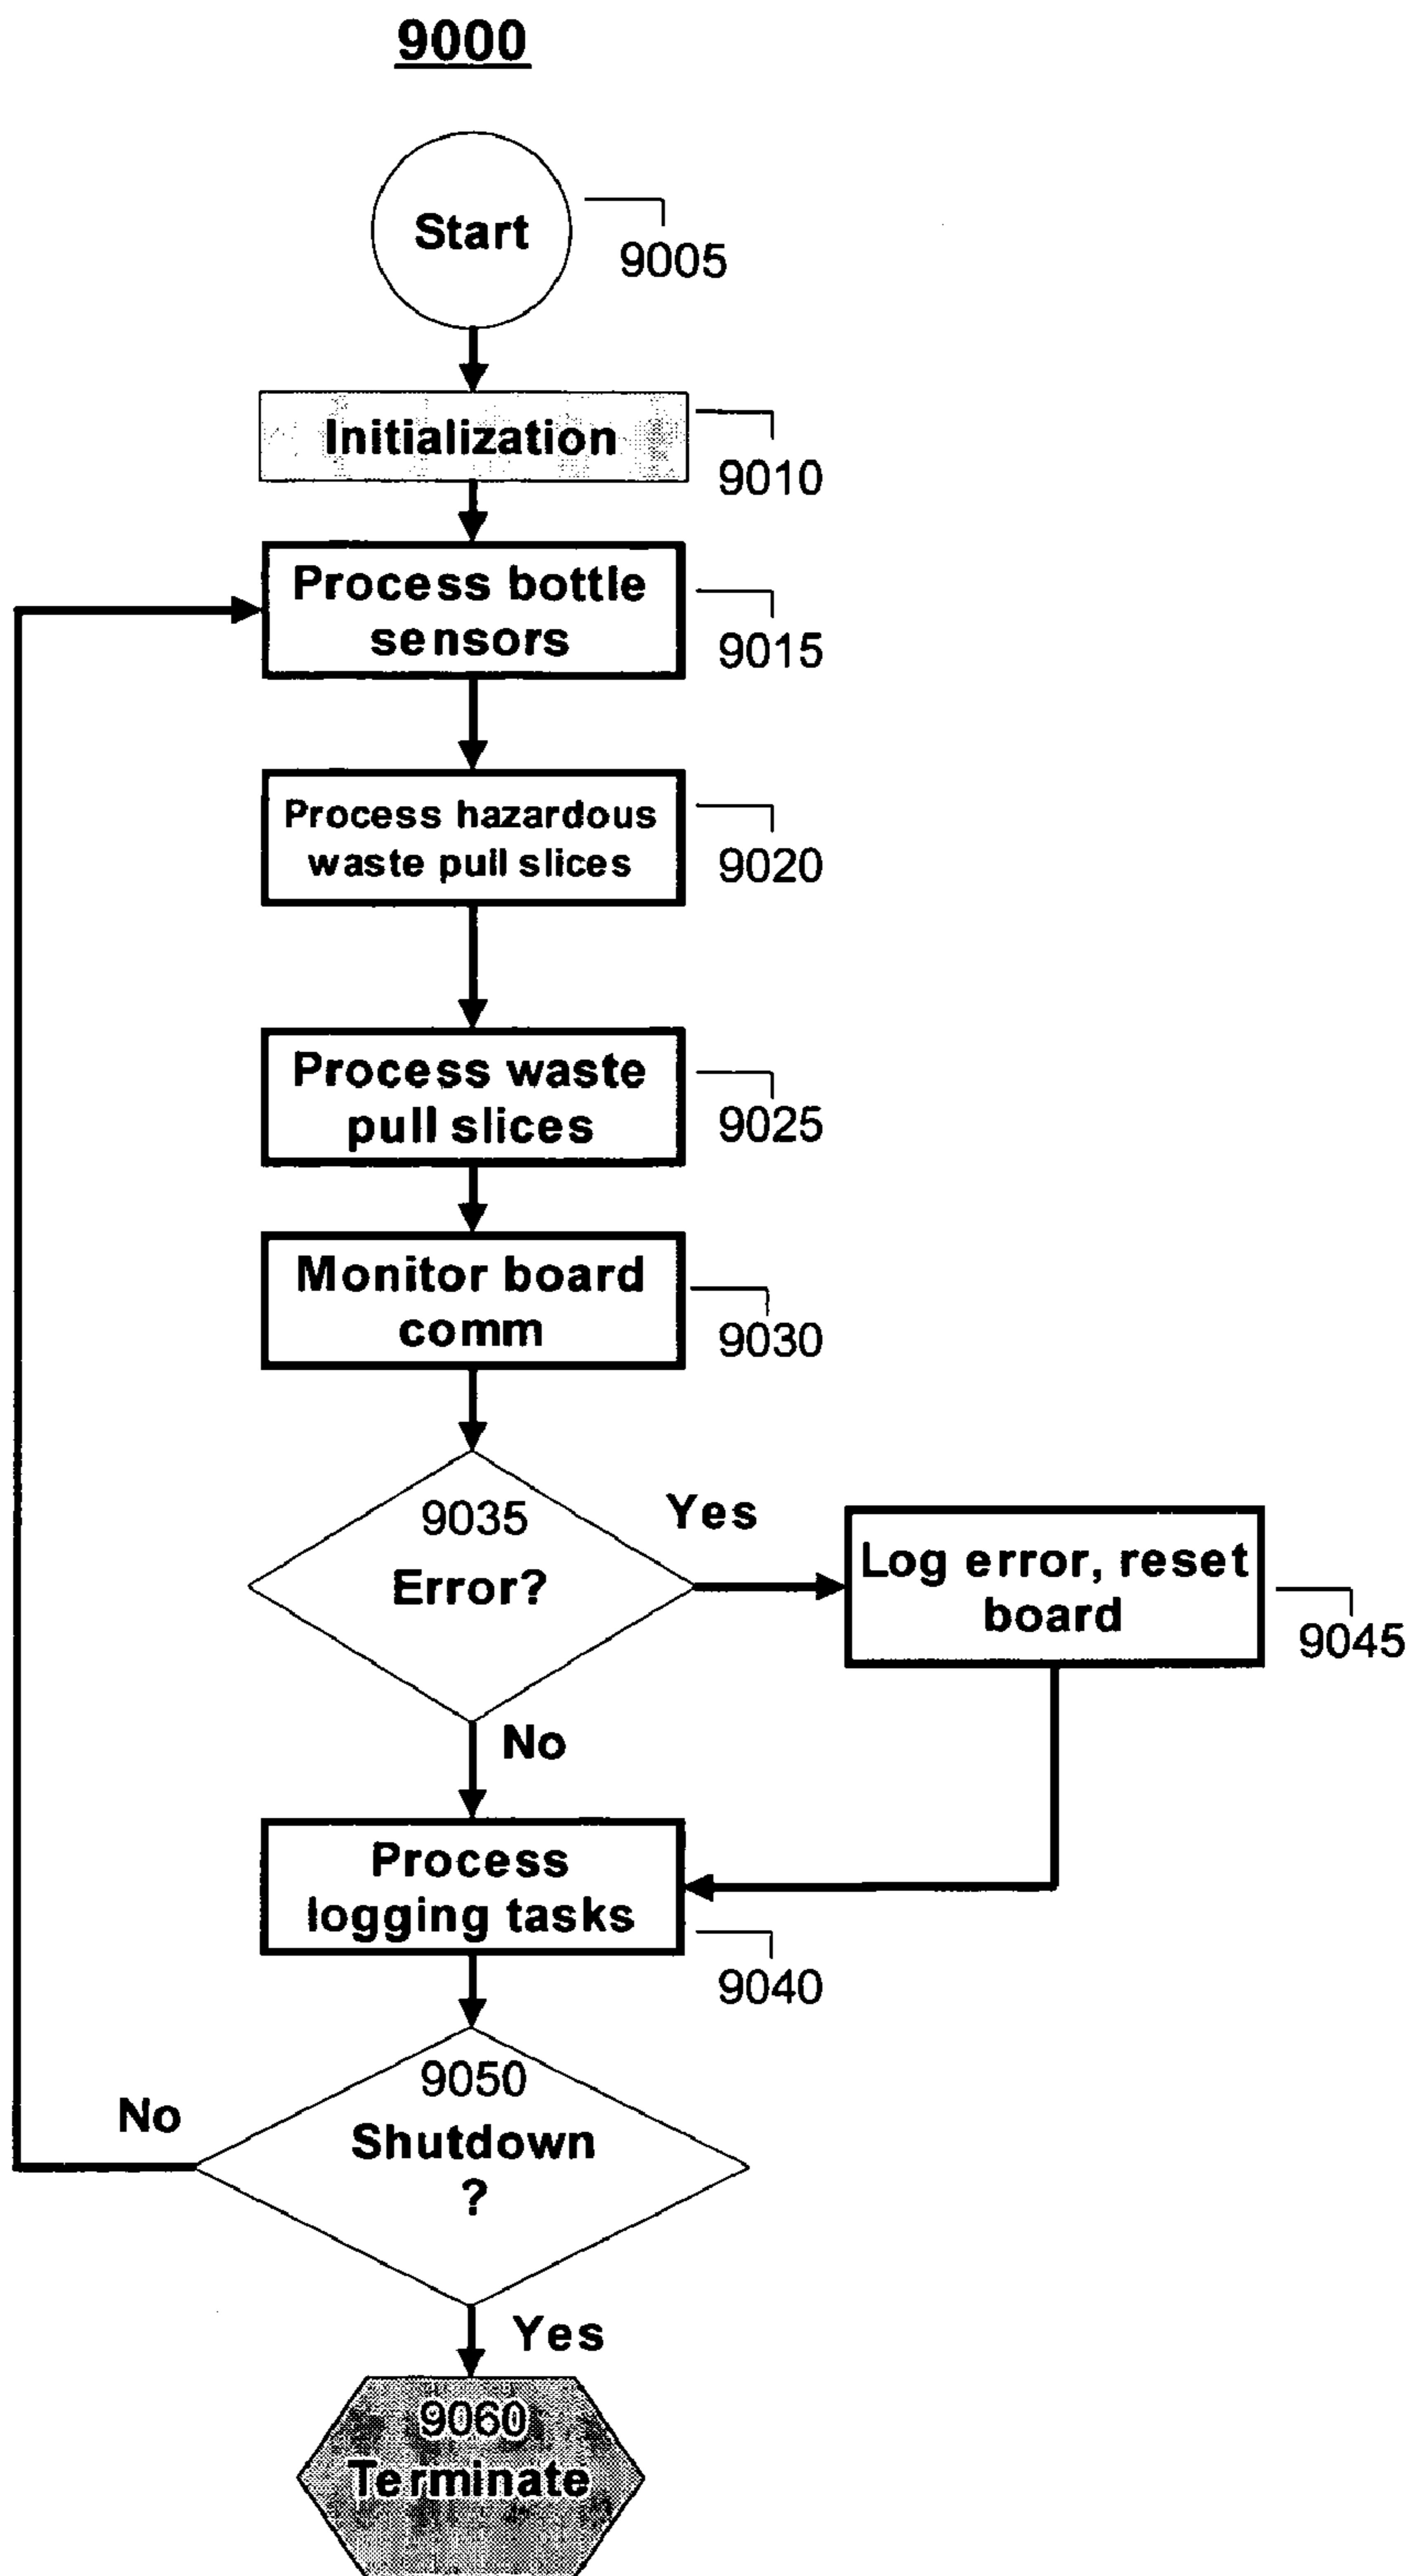 9000
Start
9005
Initialization
9010
Process bottle
sensors
9015
Process hazardous
waste pull slices
9020
Process waste
pull slices
9025
Monitor board
comm
9030
9035
Error?
Yes
Log error, reset
board
9045
No
Process
logging tasks
9040
9050
Shutdown
?
No
Yes
9060
Terminate